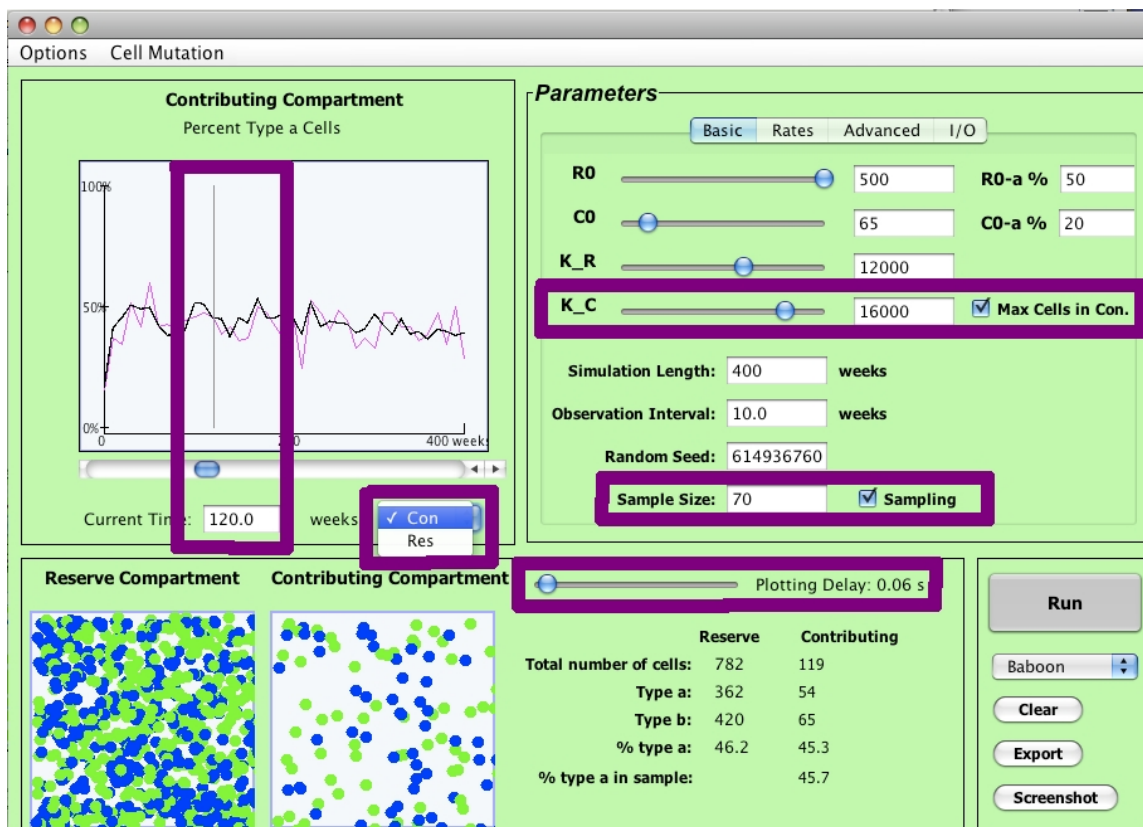 Options Cell Mutation
Contributing Compartment
Percent Type a Cells
100%
50%
0%
0 400 weeks
Current Time: 120.0 weeks
✓ Con
Res
Parameters
Basic Rates Advanced I/O
R0 500 R0-a % 50
C0 65 C0-a % 20
K_R 12000
K_C 16000 Max Cells in Con.
Simulation Length: 400 weeks
Observation Interval: 10.0 weeks
Random Seed: 614936760
Sample Size: 70 Sampling
Reserve Compartment Contributing Compartment
Plotting Delay: 0.06 s
Reserve Contributing
Total number of cells: 782 119
Type a: 362 54
Type b: 420 65
% type a: 46.2 45.3
% type a in sample: 45.7
Run
Baboon
Clear
Export
Screenshot